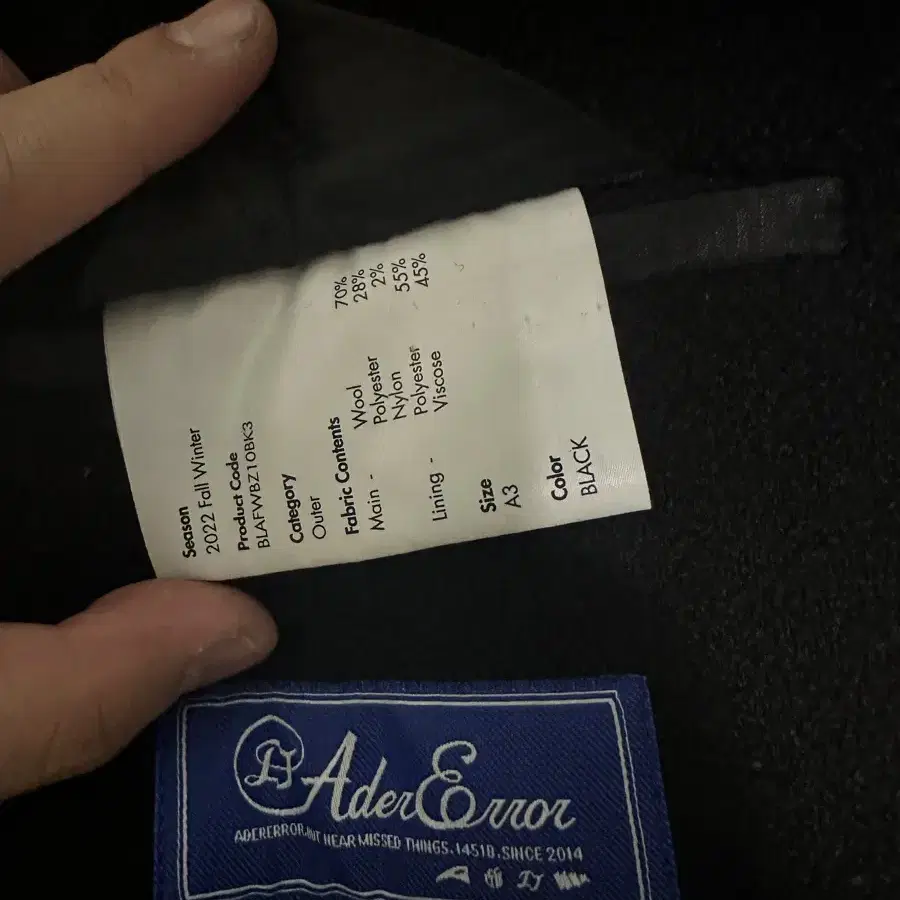 Season
2022 Fall Winter
Product Code
BLAFWBZ10BK3
Category
Outer
Fabric Contents
Main - Wool 70%
Polyester 28%
Nylon 2%
Lining - Polyester 55%
Viscose 45%
Size
A3
Color
BLACK
AderError
ADERERROR, BUT NEAR MISSED THINGS. 1451D. SINCE 2014